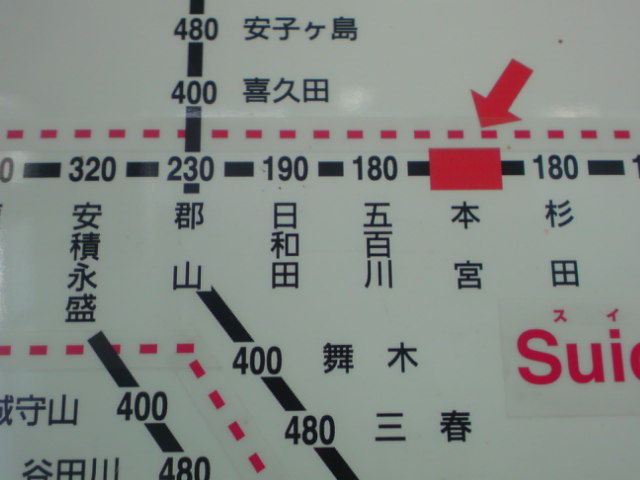 480 安子ヶ島
400 喜久田
320 230 190 180 180
安積永盛
郡山
日和田
五百川
本宮
杉田
スイ
Suic
400 舞木
守山
400
480 三春
谷田川
480